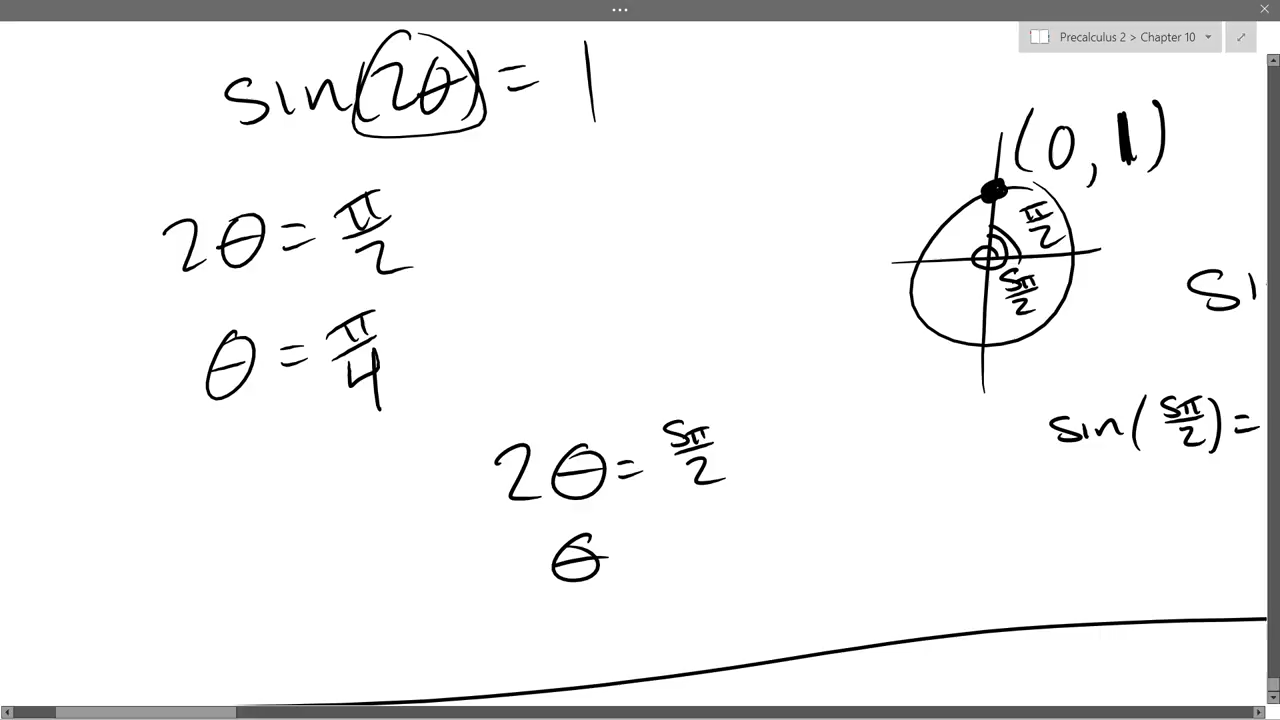 Precalculus 2 > Chapter 10
sin(2θ) = 1
(0, 1)
2θ = π/2
π/2
5π/2
si
θ = π/4
sin(5π/2) =
2θ = 5π/2
θ